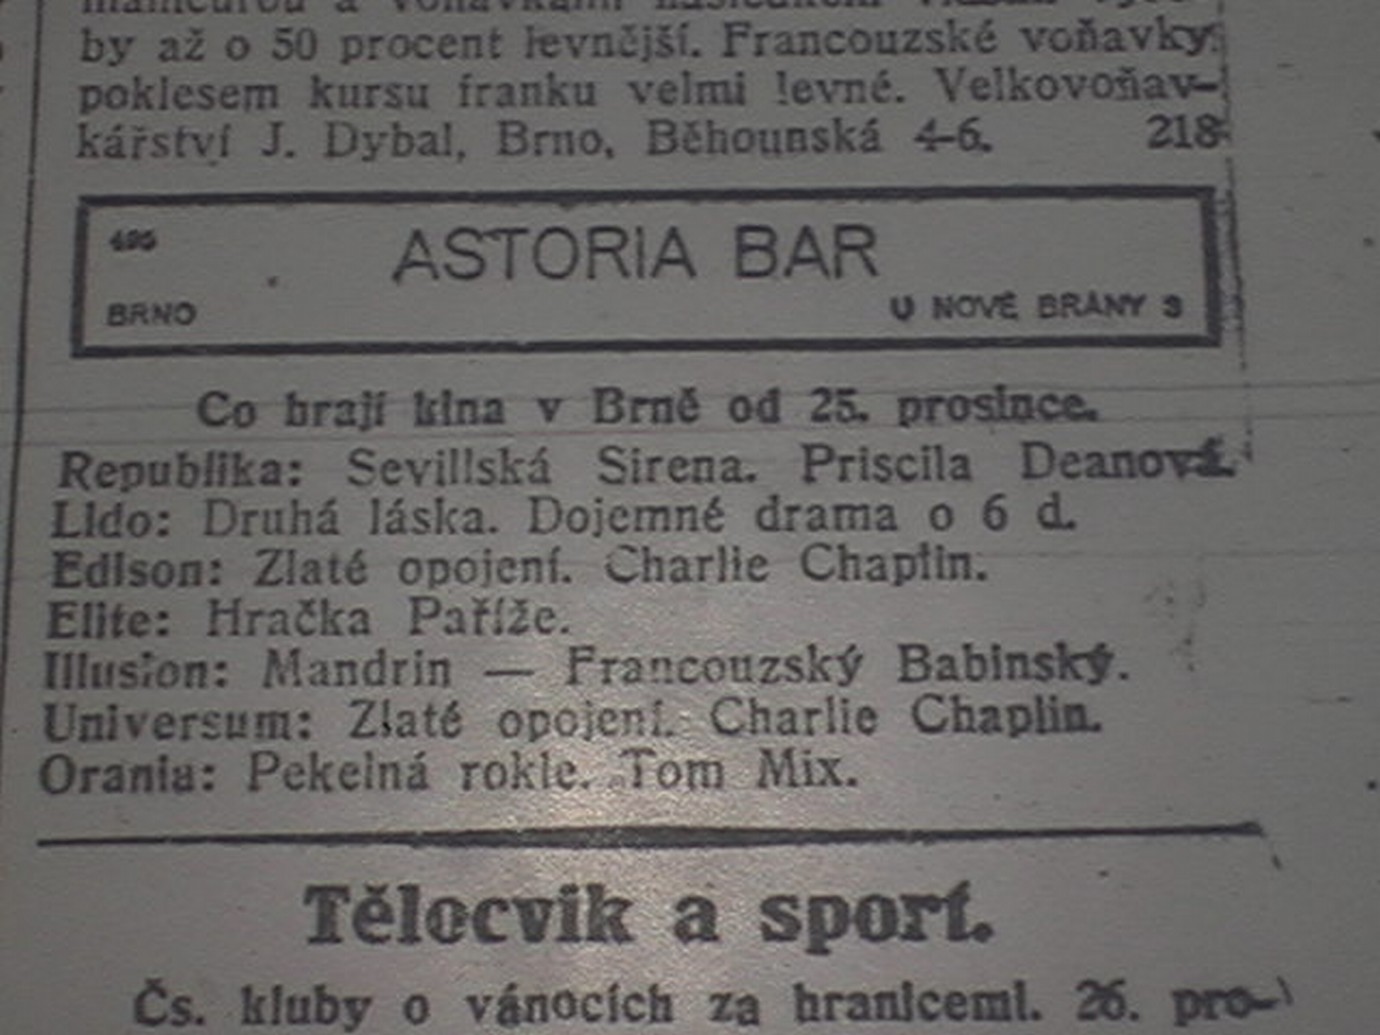 by až o 50 procent levnější. Francouzské voňavky
poklesem kursu franku velmi levné. Velkovoňav-
kářství J. Dybal, Brno, Běhounská 4-6. 218
495
ASTORIA BAR
BRNO U NOVÉ BRÁNY 3
Co hrají kina v Brně od 25. prosince.
Republika: Sevillská Sirena. Priscila Deanová.
Lido: Druhá láska. Dojemné drama o 6 d.
Edison: Zlaté opojení. Charlie Chaplin.
Elite: Hračka Paříže.
Illusion: Mandrin — Francouzský Babinský.
Universum: Zlaté opojení. Charlie Chaplin.
Orania: Pekelná rokle. Tom Mix.
Tělocvik a sport.
Čs. kluby o vánocích za hranicemi. 26. pro-